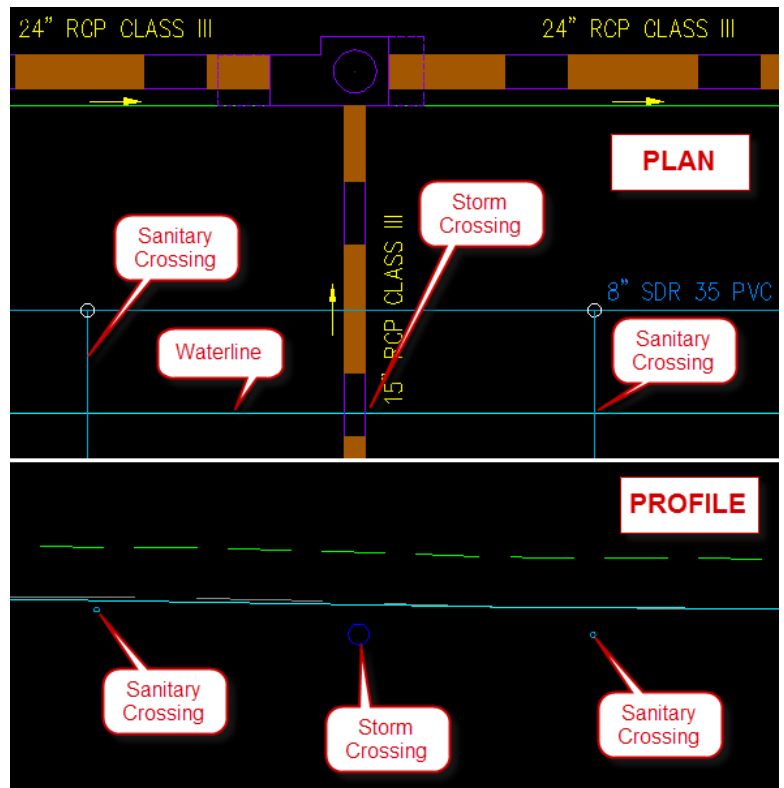 24” RCP CLASS III
24” RCP CLASS III
PLAN
Storm
Crossing
Sanitary
Crossing
15” RCP CLASS III
8” SDR 35 PVC
Waterline
Sanitary
Crossing
PROFILE
Sanitary
Crossing
Storm
Crossing
Sanitary
Crossing